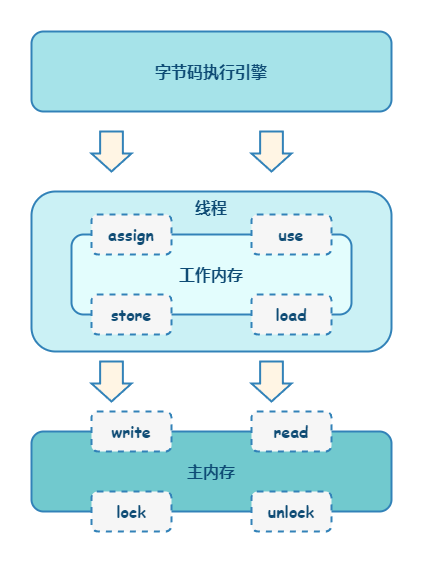 字节码执行引擎
线程
assign
use
工作内存
store
load
write
read
主内存
lock
unlock